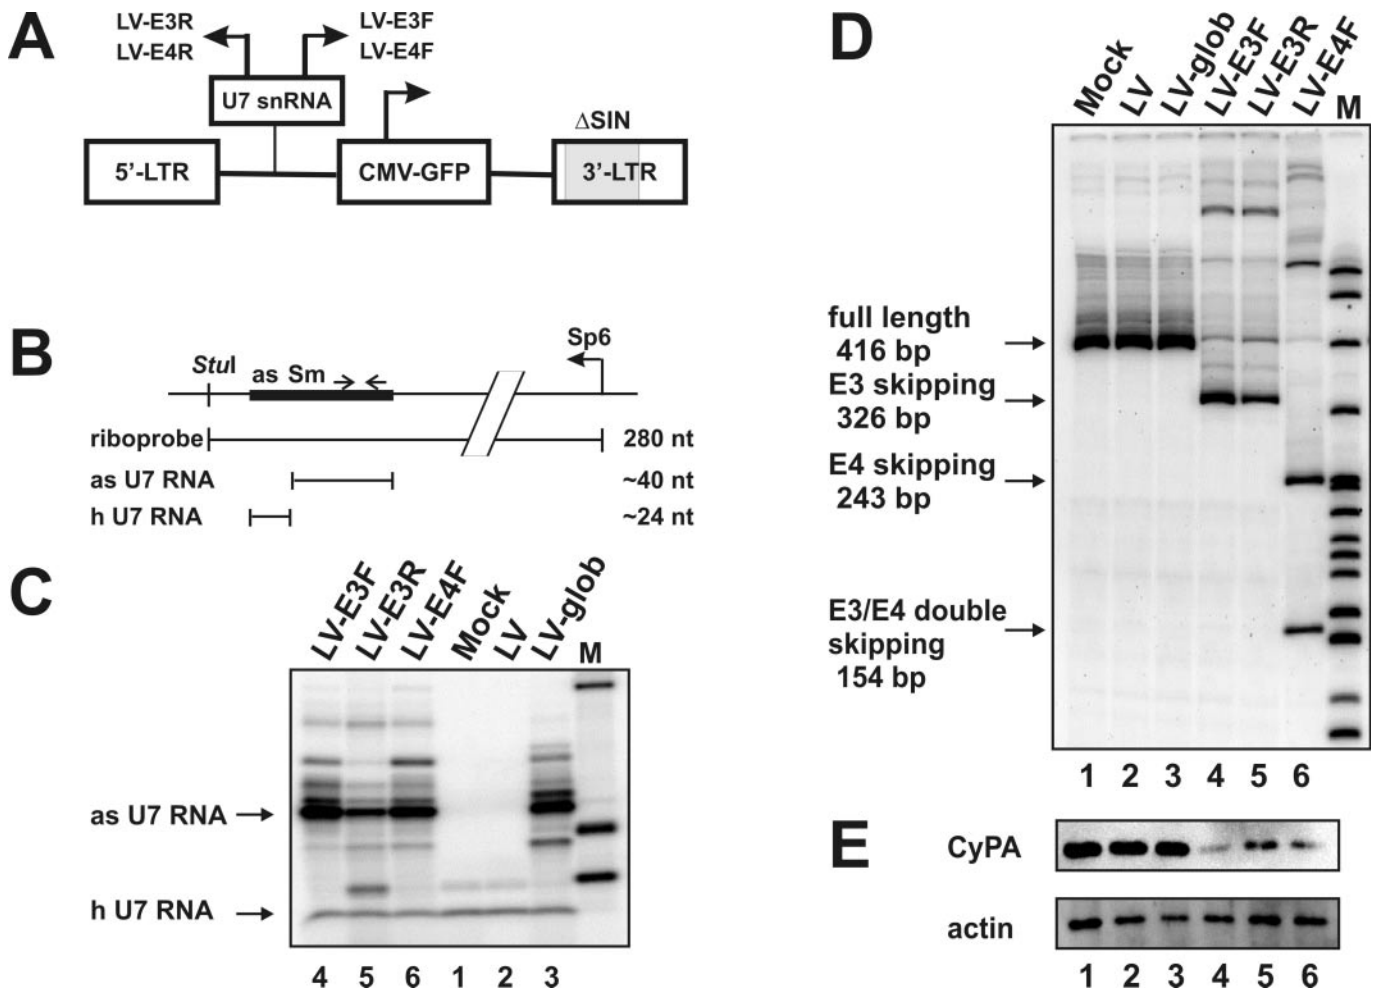 A
LV-E3R
LV-E4R
LV-E3F
LV-E4F
U7 snRNA
ΔSIN
5'-LTR
CMV-GFP
3'-LTR
B
StuI
as Sm
Sp6
riboprobe
280 nt
as U7 RNA
~40 nt
h U7 RNA
~24 nt
C
LV-E3F
LV-E3R
LV-E4F
Mock
LV
LV-glob
M
as U7 RNA
h U7 RNA
4 5 6 1 2 3
D
Mock
LV
LV-glob
LV-E3F
LV-E3R
LV-E4F
M
full length
416 bp
E3 skipping
326 bp
E4 skipping
243 bp
E3/E4 double
skipping
154 bp
1 2 3 4 5 6
E
CyPA
actin
1 2 3 4 5 6